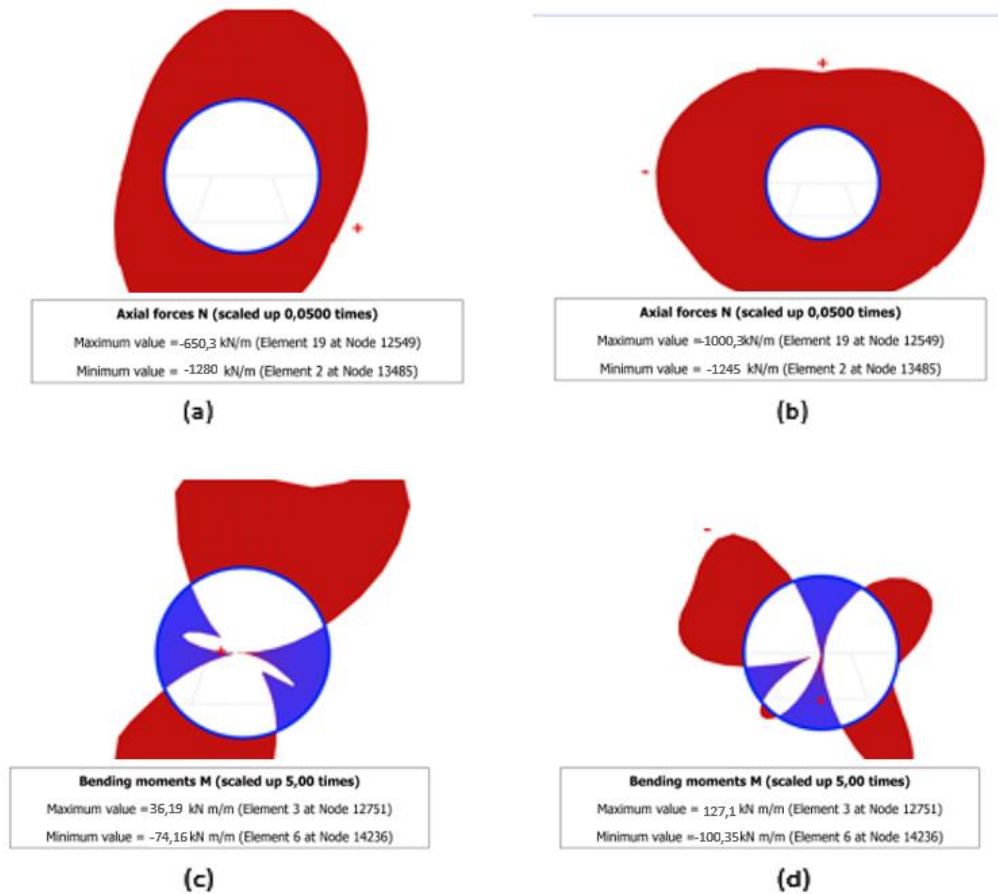 +
+
-
+
Axial forces N (scaled up 0,0500 times)
Maximum value =-650,3 kN/m (Element 19 at Node 12549)
Minimum value = -1280 kN/m (Element 2 at Node 13485)
(a)
Axial forces N (scaled up 0,0500 times)
Maximum value =-1000,3kN/m (Element 19 at Node 12549)
Minimum value = -1245 kN/m (Element 2 at Node 13485)
(b)
+
Bending moments M (scaled up 5,00 times)
Maximum value =36,19 kN m/m (Element 3 at Node 12751)
Minimum value = -74,16 kN m/m (Element 6 at Node 14236)
(c)
-
+
Bending moments M (scaled up 5,00 times)
Maximum value = 127,1 kN m/m (Element 3 at Node 12751)
Minimum value =-100,35kN m/m (Element 6 at Node 14236)
(d)